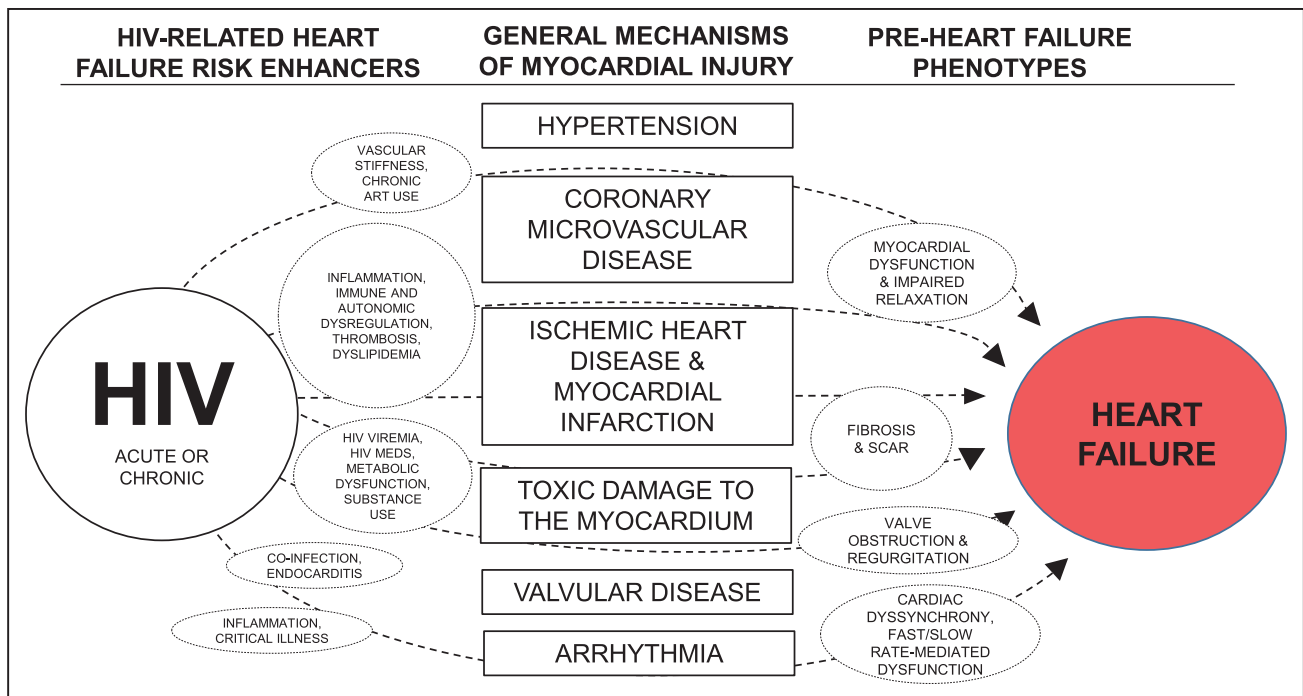 HIV-RELATED HEART
FAILURE RISK ENHANCERS
GENERAL MECHANISMS
OF MYOCARDIAL INJURY
PRE-HEART FAILURE
PHENOTYPES
HIV
ACUTE OR
CHRONIC
VASCULAR
STIFFNESS,
CHRONIC
ART USE
INFLAMMATION,
IMMUNE AND
AUTONOMIC
DYSREGULATION,
THROMBOSIS,
DYSLIPIDEMIA
HIV VIREMIA,
HIV MEDS,
METABOLIC
DYSFUNCTION,
SUBSTANCE
USE
CO-INFECTION,
ENDOCARDITIS
INFLAMMATION,
CRITICAL ILLNESS
HYPERTENSION
CORONARY
MICROVASCULAR
DISEASE
ISCHEMIC HEART
DISEASE &
MYOCARDIAL
INFARCTION
TOXIC DAMAGE TO
THE MYOCARDIUM
VALVULAR DISEASE
ARRHYTHMIA
MYOCARDIAL
DYSFUNCTION
& IMPAIRED
RELAXATION
FIBROSIS
& SCAR
VALVE
OBSTRUCTION &
REGURGITATION
CARDIAC
DYSSYNCHRONY,
FAST/SLOW
RATE-MEDIATED
DYSFUNCTION
HEART
FAILURE